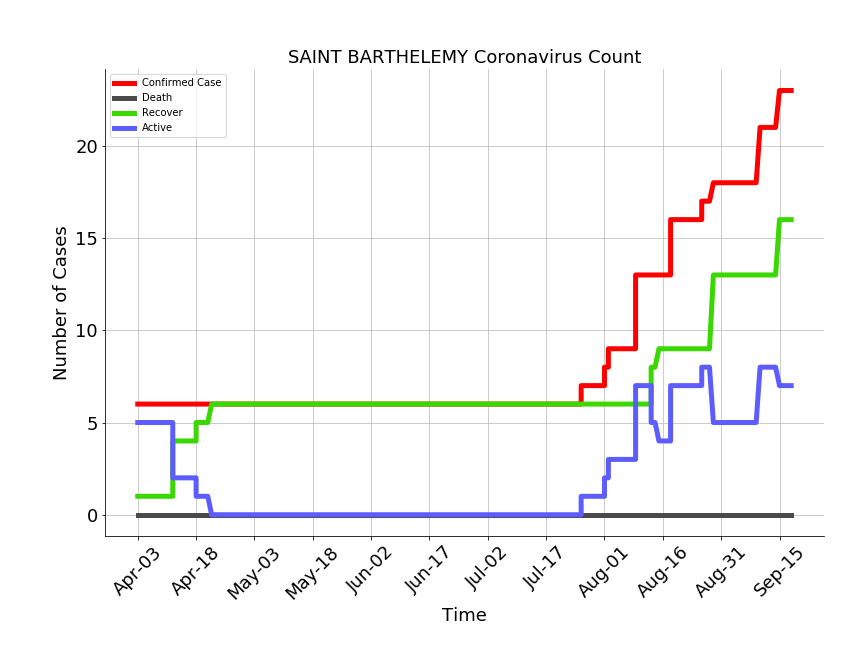 SAINT BARTHELEMY Coronavirus Count
Confirmed Case
Death
Recover
Active
Number of Cases
20
15
10
5
0
Apr-03
Apr-18
May-03
May-18
Jun-02
Jun-17
Jul-02
Jul-17
Aug-01
Aug-16
Aug-31
Sep-15
Time